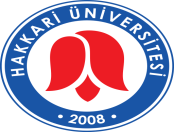 HAKKARİ ÜNİVERSİTESİ
• 2008 •